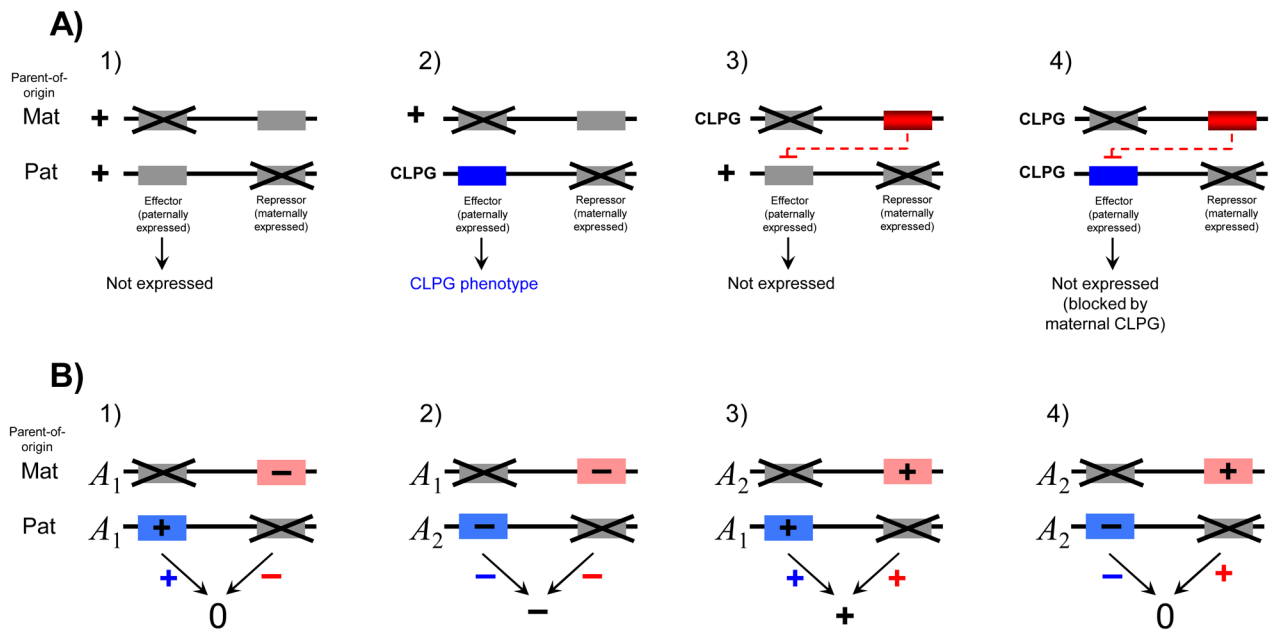 A)
1)
2)
3)
4)
Parent-of-
origin
Mat + + CLPG CLPG
Pat + CLPG + CLPG
Effector
(paternally
expressed)
Repressor
(maternally
expressed)
Effector
(paternally
expressed)
Repressor
(maternally
expressed)
Effector
(paternally
expressed)
Repressor
(maternally
expressed)
Effector
(paternally
expressed)
Repressor
(maternally
expressed)
Not expressed
CLPG phenotype
Not expressed
Not expressed
(blocked by
maternal CLPG)
B)
1)
2)
3)
4)
Parent-of-
origin
Mat A1 − A1 − A2 + A2 +
Pat A1 + A2 − A1 + A2 −
+ − − − + + − +
0 − + 0